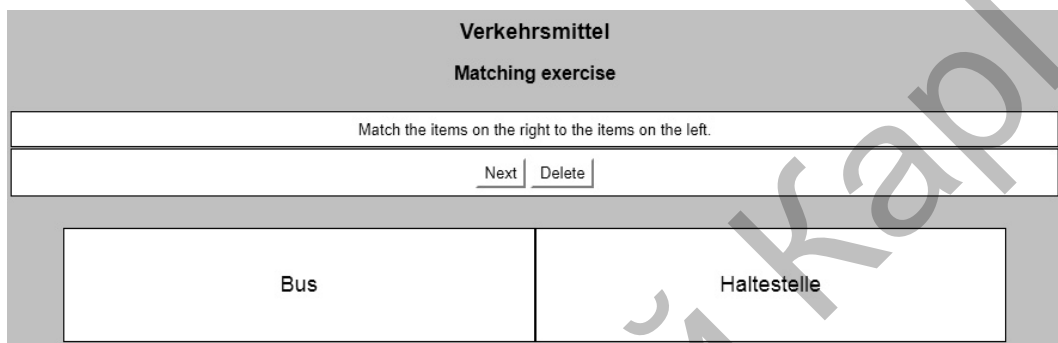 Verkehrsmittel
Matching exercise
Match the items on the right to the items on the left.
Next Delete
Bus Haltestelle